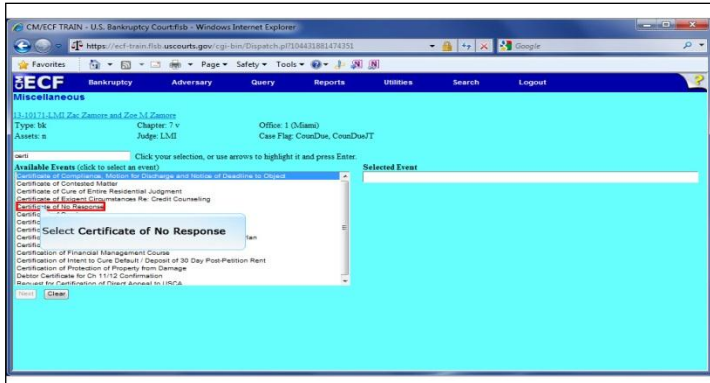 CM/ECF TRAIN - U.S. Bankruptcy Court:flsb - Windows Internet Explorer
https://ecf-train.flsb.uscourts.gov/cgi-bin/Dispatch.pl?104431881474351
Google
Favorites Page Safety Tools
ECF Bankruptcy Adversary Query Reports Utilities Search Logout ?
Miscellaneous
13-10171-LMI Zac Zamore and Zoe M Zamore
Type: bk Chapter: 7 v Office: 1 (Miami)
Assets: n Judge: LMI Case Flag: CounDue, CounDueJT
certi Click your selection, or use arrows to highlight it and press Enter.
Available Events (click to select an event) Selected Event
Certificate of Compliance, Motion for Discharge and Notice of Deadline to Object
Certificate of Contested Matter
Certificate of Cure of Entire Residential Judgment
Certificate of Exigent Circumstances Re: Credit Counseling
Certificate of No Response
Certific
Certific
Select Certificate of No Response
Certific
Certific
Certification of Financial Management Course
Certification of Intent to Cure Default / Deposit of 30 Day Post-Petition Rent
Certification of Protection of Property from Damage
Debtor Certificate for Ch 11/12 Confirmation
Request for Certification of Direct Appeal to USCA
Next Clear